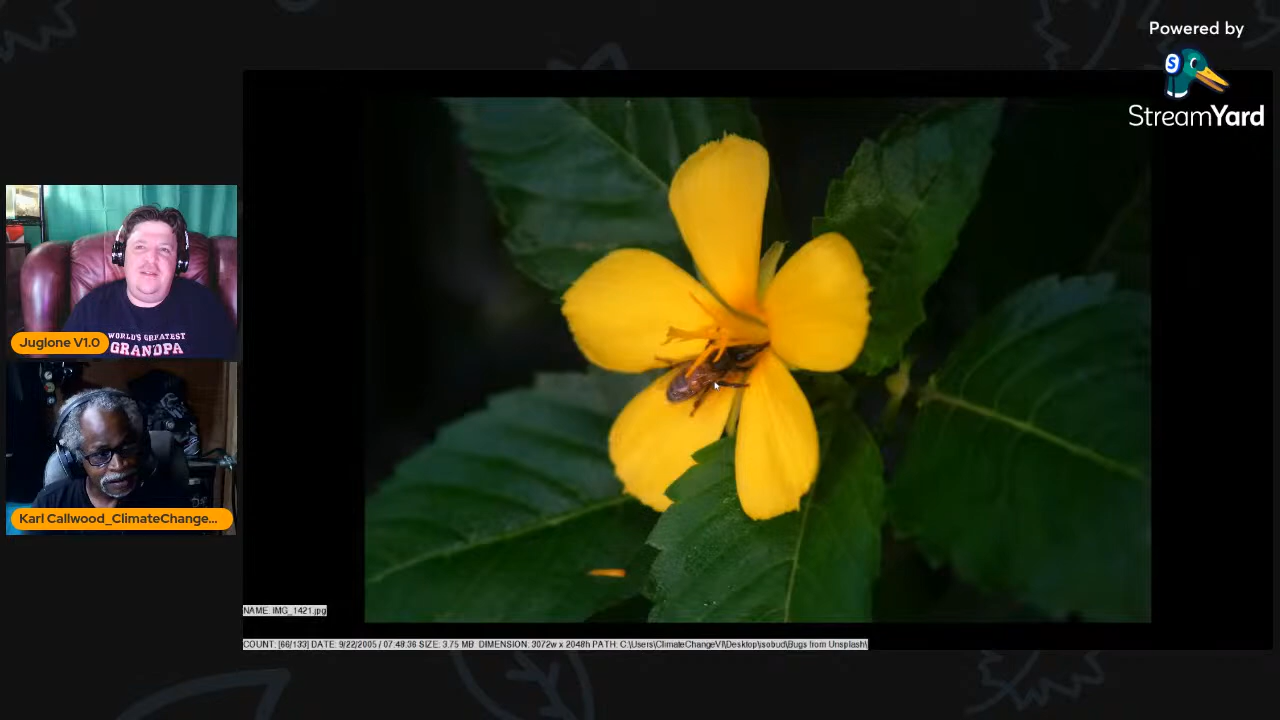 Powered by
StreamYard
WORLD'S GREATEST
GRANDPA
Juglone V1.0
Karl Callwood_ClimateChange...
NAME: IMG_1421.jpg
COUNT: [66/133] DATE: 9/22/2005 / 07:48:36 SIZE: 3.75 MB DIMENSION: 3072w x 2048h PATH: C:\Users\ClimateChangeVI\Desktop\sobud\Bugs from Unsplash\